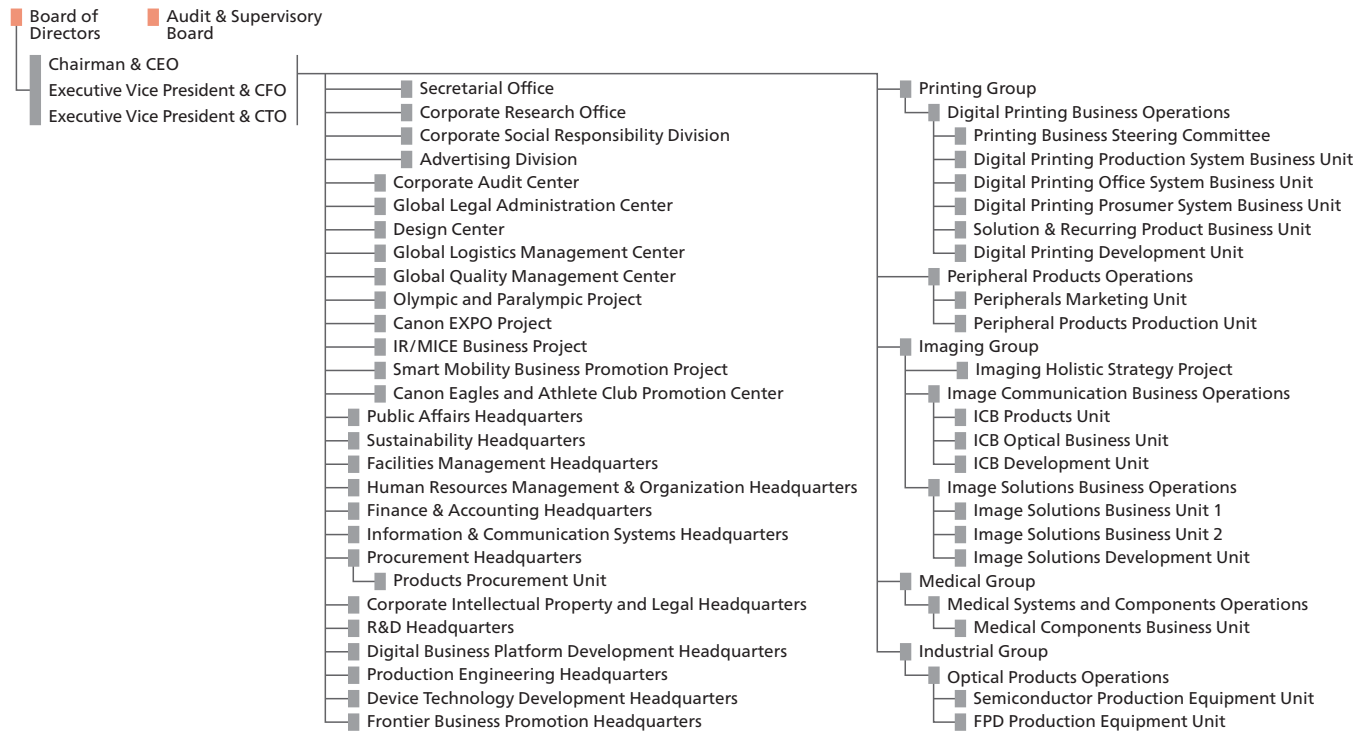 Board of
Directors
Audit & Supervisory
Board
Chairman & CEO
Executive Vice President & CFO
Executive Vice President & CTO
Secretarial Office
Corporate Research Office
Corporate Social Responsibility Division
Advertising Division
Corporate Audit Center
Global Legal Administration Center
Design Center
Global Logistics Management Center
Global Quality Management Center
Olympic and Paralympic Project
Canon EXPO Project
IR/MICE Business Project
Smart Mobility Business Promotion Project
Canon Eagles and Athlete Club Promotion Center
Public Affairs Headquarters
Sustainability Headquarters
Facilities Management Headquarters
Human Resources Management & Organization Headquarters
Finance & Accounting Headquarters
Information & Communication Systems Headquarters
Procurement Headquarters
Products Procurement Unit
Corporate Intellectual Property and Legal Headquarters
R&D Headquarters
Digital Business Platform Development Headquarters
Production Engineering Headquarters
Device Technology Development Headquarters
Frontier Business Promotion Headquarters
Printing Group
Digital Printing Business Operations
Printing Business Steering Committee
Digital Printing Production System Business Unit
Digital Printing Office System Business Unit
Digital Printing Prosumer System Business Unit
Solution & Recurring Product Business Unit
Digital Printing Development Unit
Peripheral Products Operations
Peripherals Marketing Unit
Peripheral Products Production Unit
Imaging Group
Imaging Holistic Strategy Project
Image Communication Business Operations
ICB Products Unit
ICB Optical Business Unit
ICB Development Unit
Image Solutions Business Operations
Image Solutions Business Unit 1
Image Solutions Business Unit 2
Image Solutions Development Unit
Medical Group
Medical Systems and Components Operations
Medical Components Business Unit
Industrial Group
Optical Products Operations
Semiconductor Production Equipment Unit
FPD Production Equipment Unit